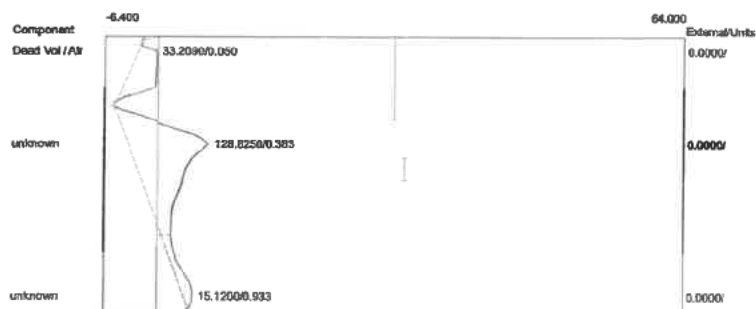 -6.400 64.000
Component External/Units
Dead Vol / Air 33.2090/0.050 0.0000/
unknown 128.8250/0.383 0.0000/
unknown 15.1200/0.933 0.0000/